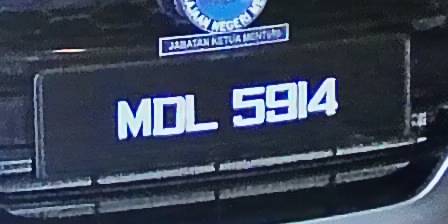 JABATAN KETUA MENTERI
MDL 5914